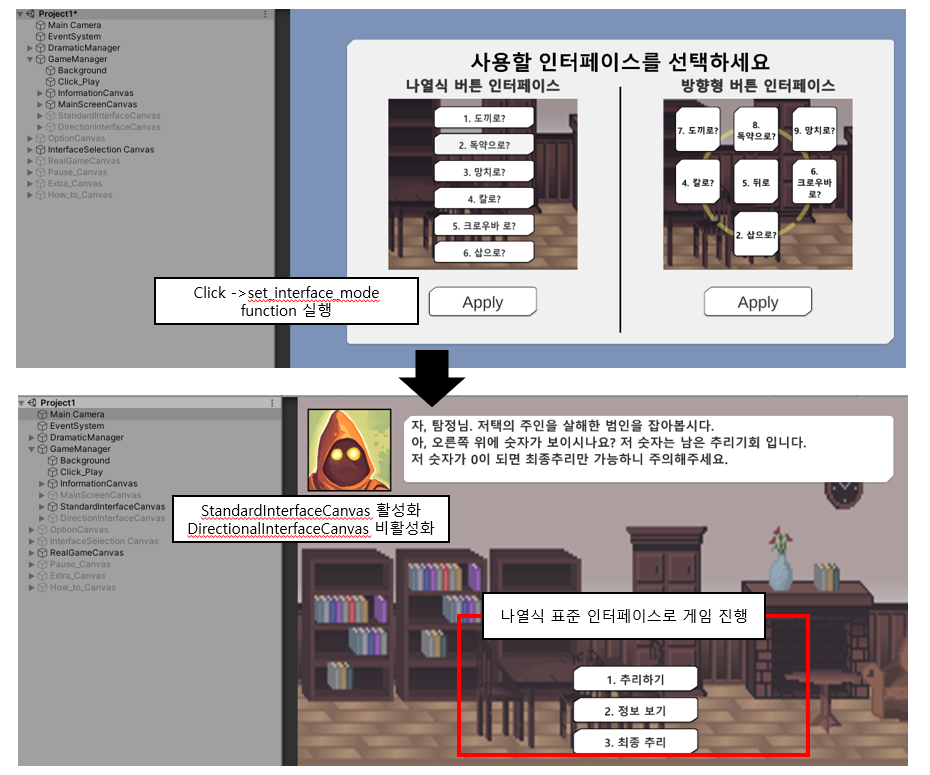 Project1*
Main Camera
EventSystem
DramaticManager
GameManager
Background
Click_Play
InformationCanvas
MainScreenCanvas
StandardInterfaceCanvas
DirectionInterfaceCanvas
OptionCanvas
InterfaceSelection Canvas
RealGameCanvas
Pause_Canvas
Extra_Canvas
How_to_Canvas
사용할 인터페이스를 선택하세요
나열식 버튼 인터페이스
1. 도끼로?
2. 독약으로?
3. 망치로?
4. 칼로?
5. 크로우바 로?
6. 삽으로?
Apply
방향형 버튼 인터페이스
7. 도끼로?
8.
독약으로?
9. 망치로?
4. 칼로?
5. 뒤로
6.
크로우바
로?
2. 삽으로?
Apply
Click ->set_interface_mode
function 실행
Project1
Main Camera
EventSystem
DramaticManager
GameManager
Background
Click_Play
InformationCanvas
MainScreenCanvas
StandardInterfaceCanvas
DirectionInterfaceCanvas
OptionCanvas
InterfaceSelection Canvas
RealGameCanvas
Pause_Canvas
Extra_Canvas
How_to_Canvas
자, 탐정님. 저택의 주인을 살해한 범인을 잡아봅시다.
아, 오른쪽 위에 숫자가 보이시나요? 저 숫자는 남은 추리기회 입니다.
저 숫자가 0이 되면 최종추리만 가능하니 주의해주세요.
StandardInterfaceCanvas 활성화
DirectionalInterfaceCanvas 비활성화
나열식 표준 인터페이스로 게임 진행
1. 추리하기
2. 정보 보기
3. 최종 추리